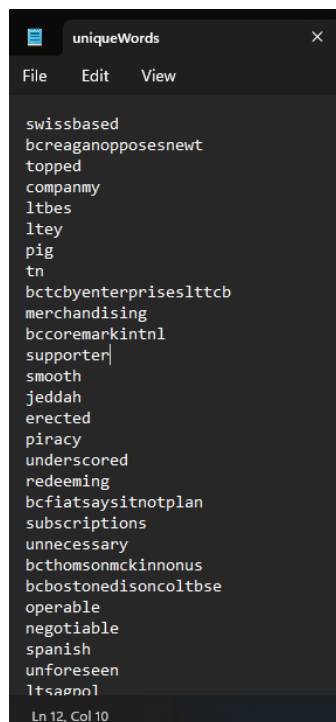 uniqueWords
File Edit View
swissbased
bcreaganopposesnewt
topped
companmy
ltbes
ltey
pig
tn
bctcbyenterpriseslttcb
merchandising
bccoremarkintnl
supporter
smooth
jeddah
erected
piracy
underscored
redeeming
bcfiatsaysitnotplan
subscriptions
unnecessary
bcthomsonmckinnonus
bcbostonedisoncoltbse
operable
negotiable
spanish
unforeseen
ltsagpol
Ln 12, Col 10